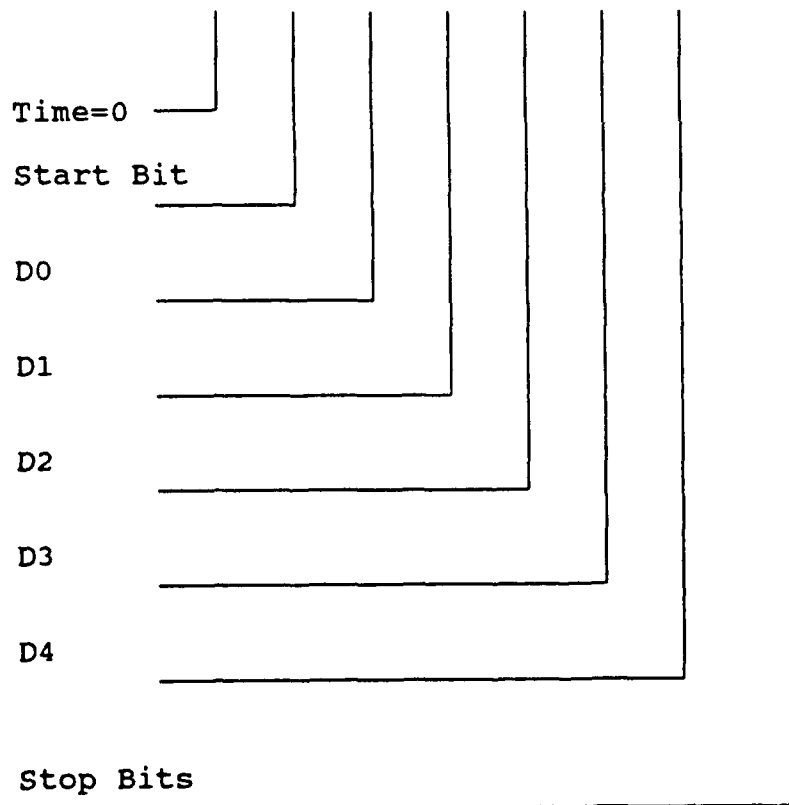 Time=0
Start Bit
D0
D1
D2
D3
D4
Stop Bits